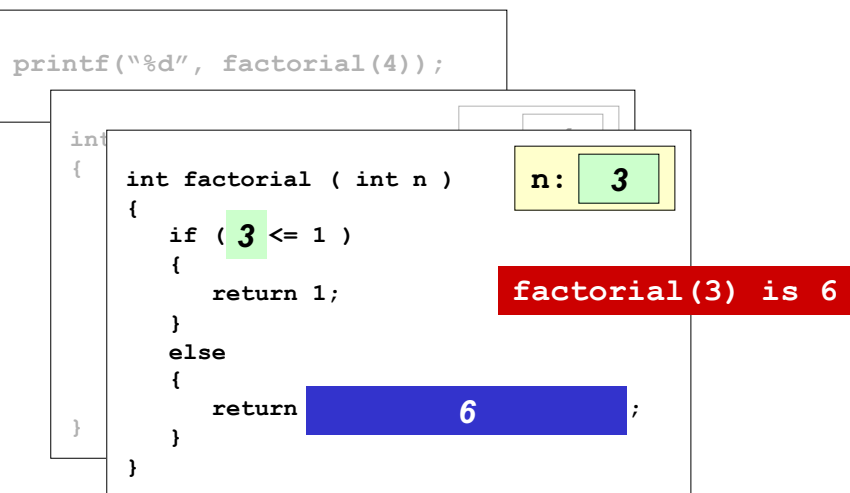 printf(“%d”, factorial(4));
int
{
}
int factorial ( int n )
n: 3
{
if ( 3 <= 1 )
{
return 1;
}
factorial(3) is 6
else
{
return 6 ;
}
}